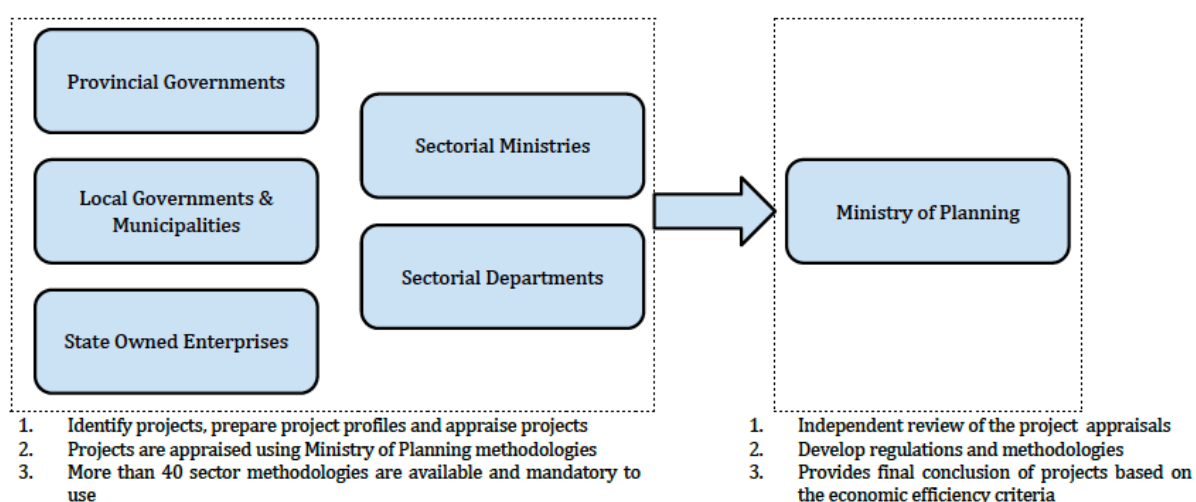 Provincial Governments
Local Governments &
Municipalities
State Owned Enterprises
Sectorial Ministries
Sectorial Departments
Ministry of Planning
1. Identify projects, prepare project profiles and appraise projects
2. Projects are appraised using Ministry of Planning methodologies
3. More than 40 sector methodologies are available and mandatory to
use
1. Independent review of the project appraisals
2. Develop regulations and methodologies
3. Provides final conclusion of projects based on
the economic efficiency criteria